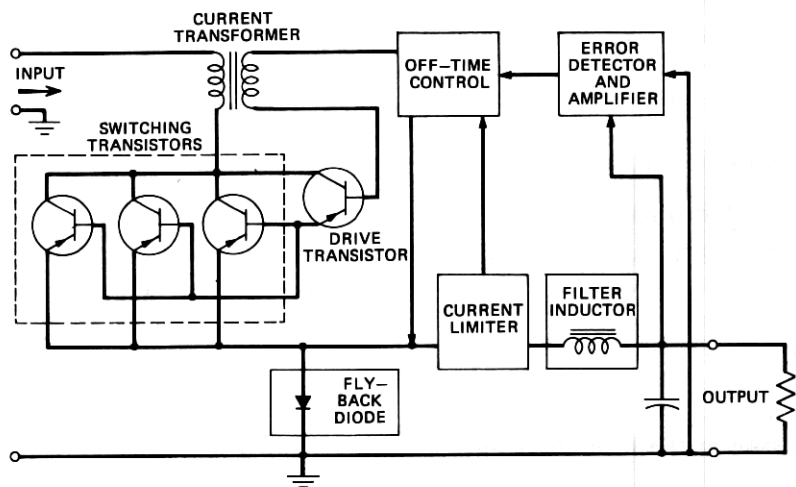 CURRENT
TRANSFORMER
INPUT
OFF–TIME
CONTROL
ERROR
DETECTOR
AND
AMPLIFIER
SWITCHING
TRANSISTORS
DRIVE
TRANSISTOR
CURRENT
LIMITER
FILTER
INDUCTOR
FLY–
BACK
DIODE
OUTPUT